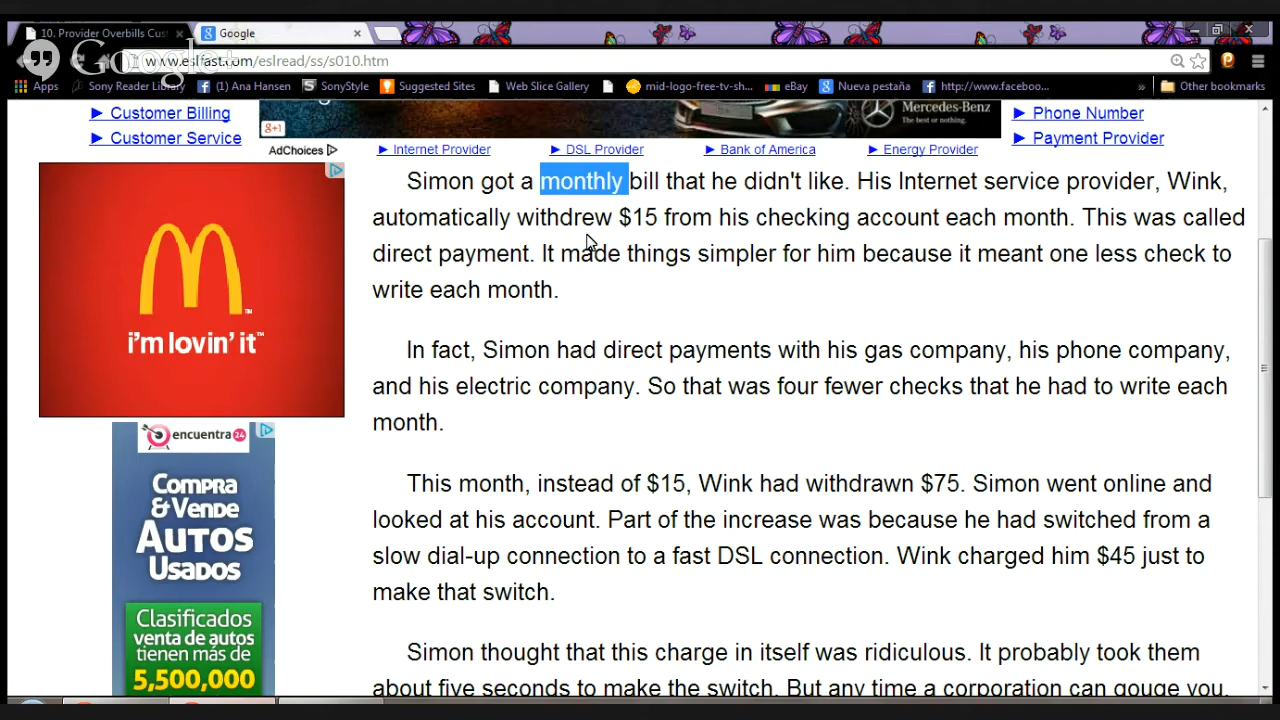 10. Provider Overbills Cus
Google
Google+
www.eslfast.com/eslread/ss/s010.htm
Apps
Sony Reader Library
(1) Ana Hansen
SonyStyle
Suggested Sites
Web Slice Gallery
mid-logo-free-tv-sh...
eBay
Nueva pestaña
http://www.faceboo...
»
Other bookmarks
► Customer Billing
► Customer Service
g+1
Mercedes-Benz
The best or nothing.
► Phone Number
► Payment Provider
AdChoices
► Internet Provider
► DSL Provider
► Bank of America
► Energy Provider
i'm lovin' it™
encuentra24
Compra
& Vende
Autos
Usados
Clasificados
venta de autos
tienen más de
5,500,000
Simon got a monthly bill that he didn't like. His Internet service provider, Wink,
automatically withdrew $15 from his checking account each month. This was called
direct payment. It made things simpler for him because it meant one less check to
write each month.
In fact, Simon had direct payments with his gas company, his phone company,
and his electric company. So that was four fewer checks that he had to write each
month.
This month, instead of $15, Wink had withdrawn $75. Simon went online and
looked at his account. Part of the increase was because he had switched from a
slow dial-up connection to a fast DSL connection. Wink charged him $45 just to
make that switch.
Simon thought that this charge in itself was ridiculous. It probably took them
about five seconds to make the switch. But any time a corporation can gouge you,